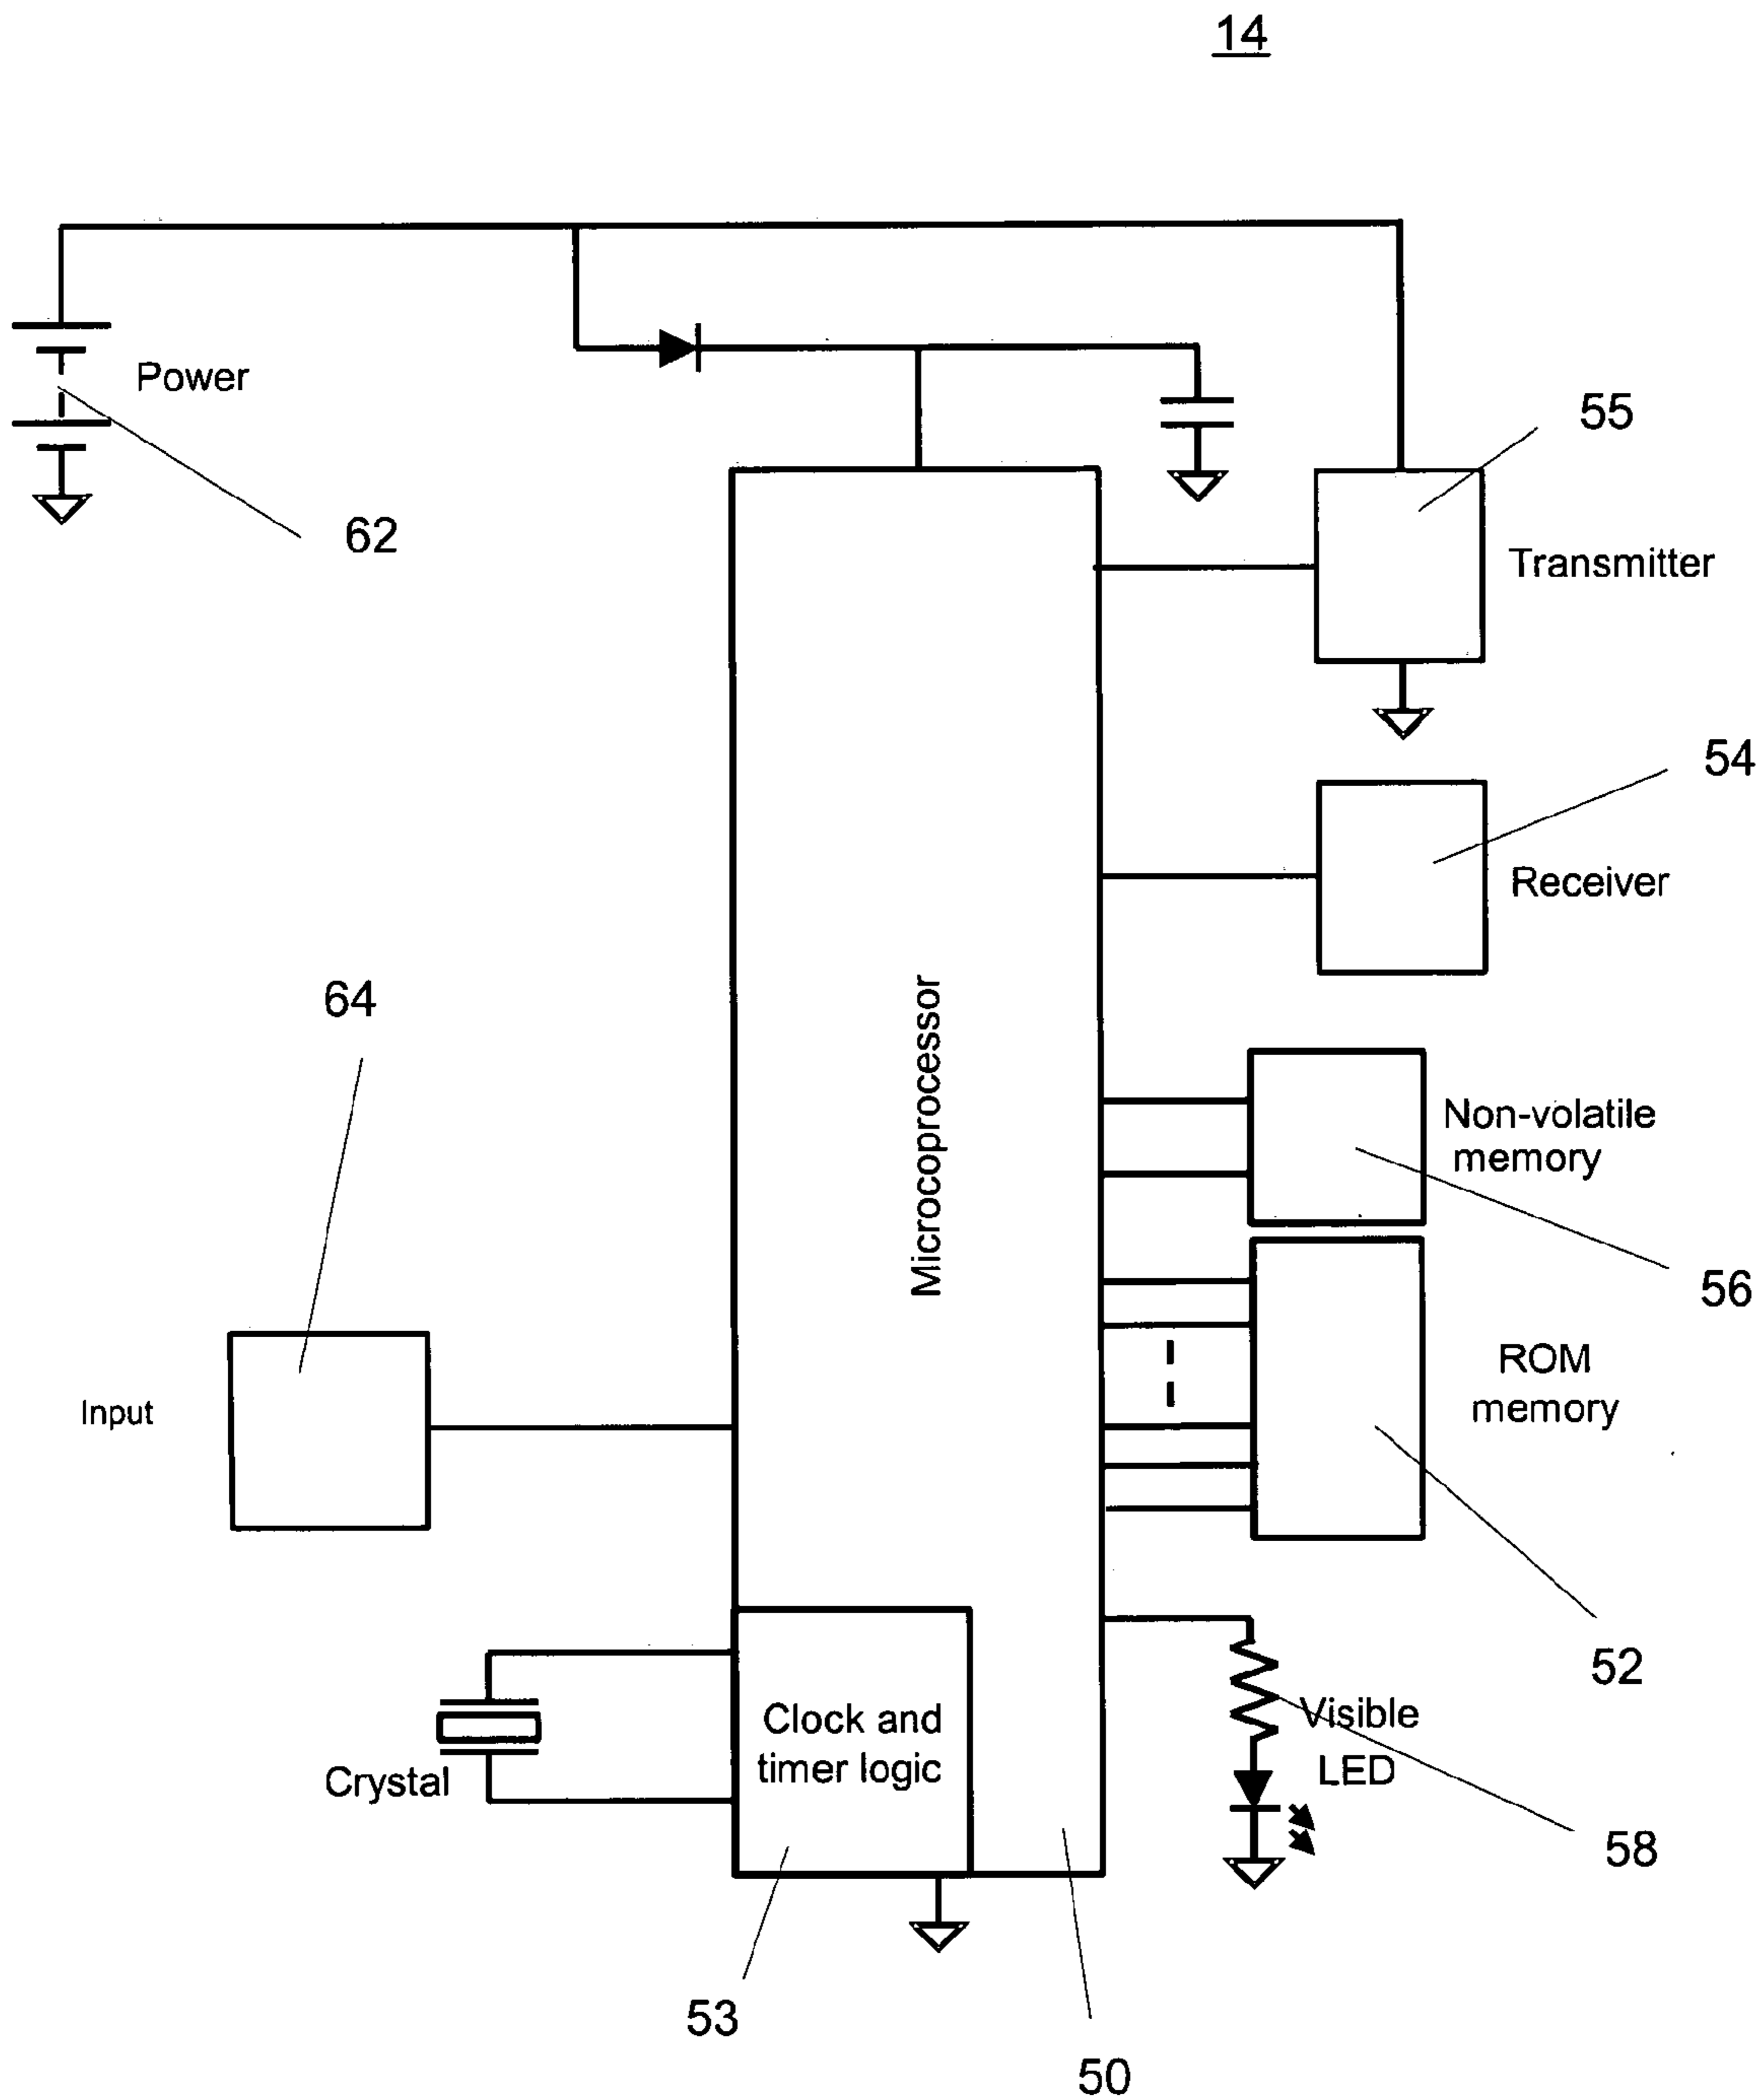 14
Power
62
55
Transmitter
54
Receiver
64
Microcoprocessor
Non-volatile
memory
56
ROM
memory
Input
52
Clock and
timer logic
Crystal
Visible
LED
58
53
50